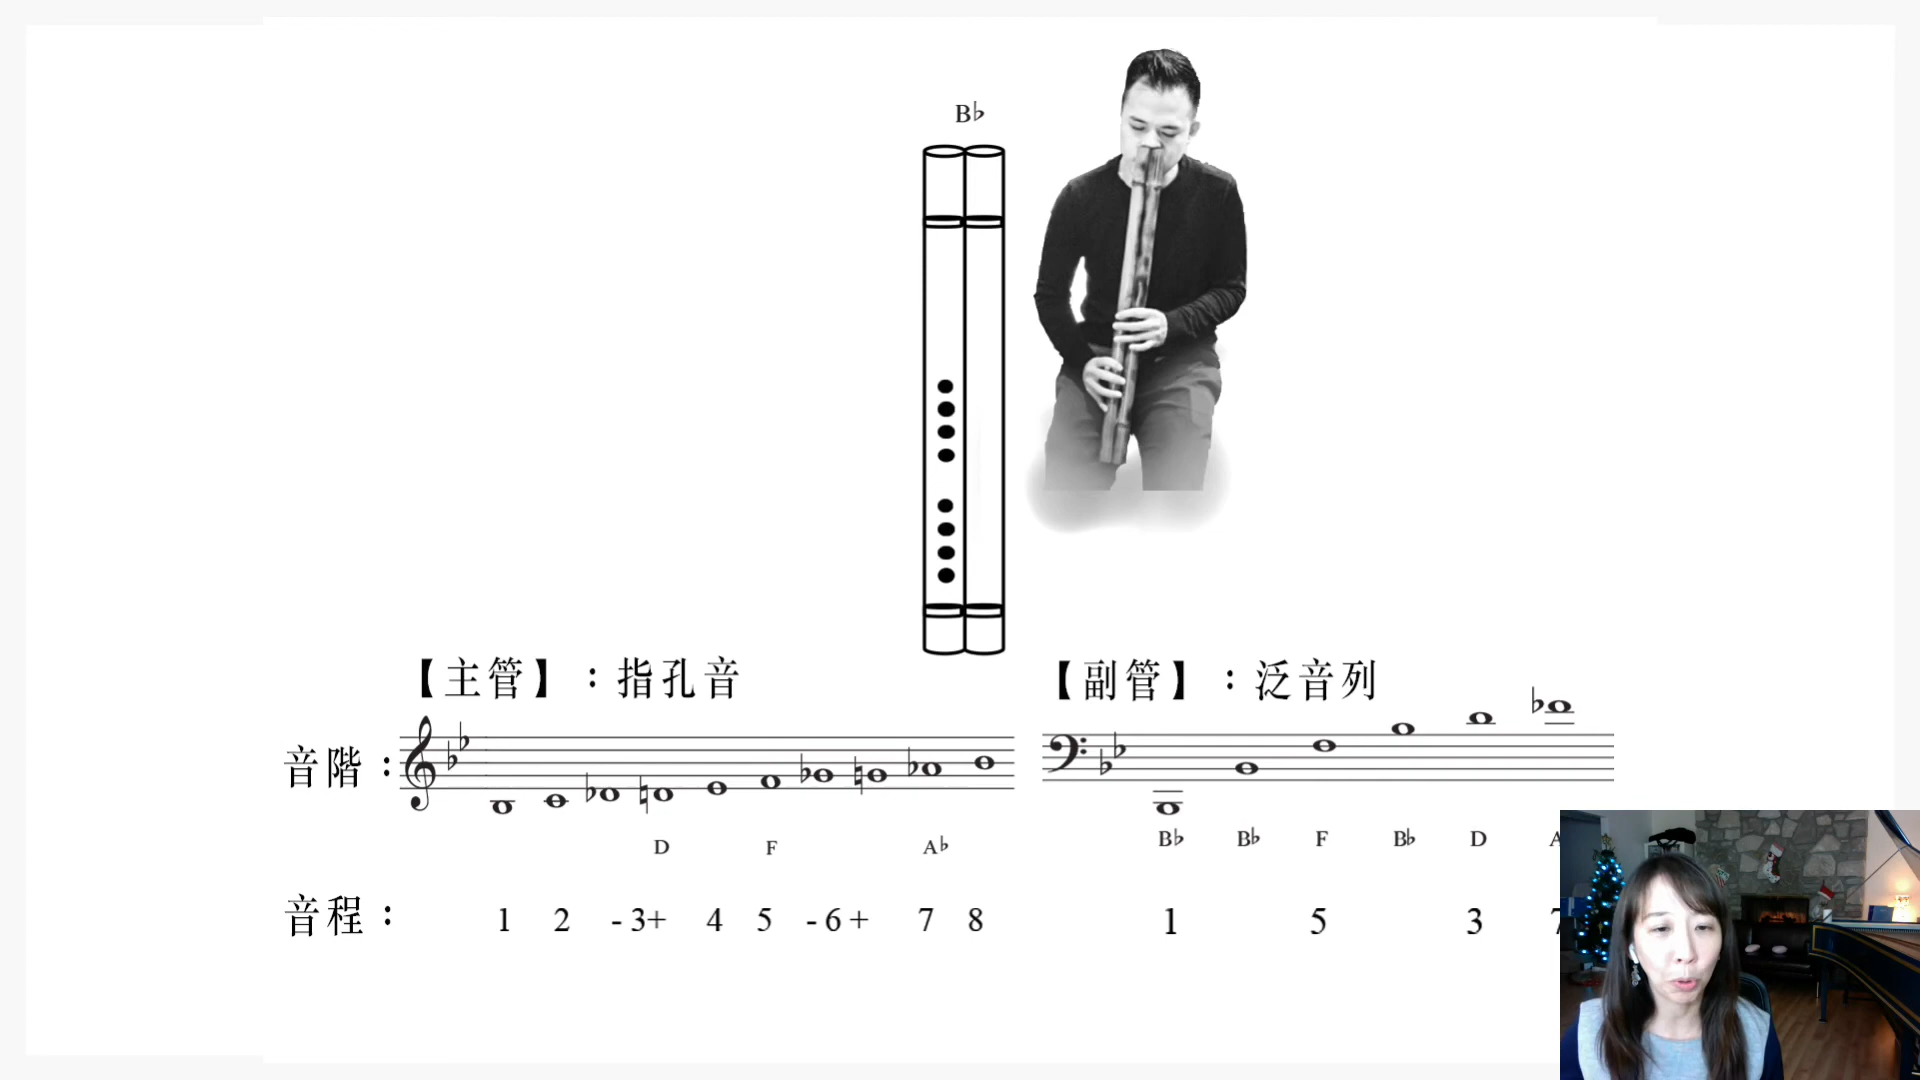 B♭
【主管】：指孔音
【副管】：泛音列
音階：
D F A♭
B♭ B♭ F B♭ D
音程：
1 2 -3+ 4 5 -6+ 7 8
1 5 3 7